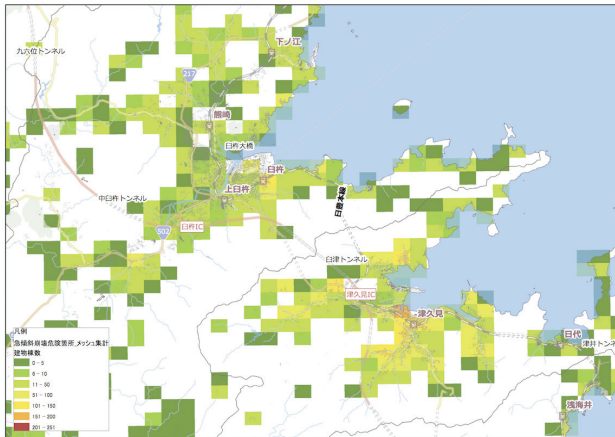 下ノ江
九六位トンネル
217
熊崎
臼杵大橋
臼杵
上臼杵
中臼杵トンネル
日豊本線
臼杵IC
502
臼津トンネル
津久見IC
津久見
日代
津井トンネ
浅海井
凡例
急傾斜崩壊危険箇所_メッシュ集計
建物棟数
0 - 5
6 - 10
11 - 50
51 - 100
101 - 150
151 - 200
201 - 251